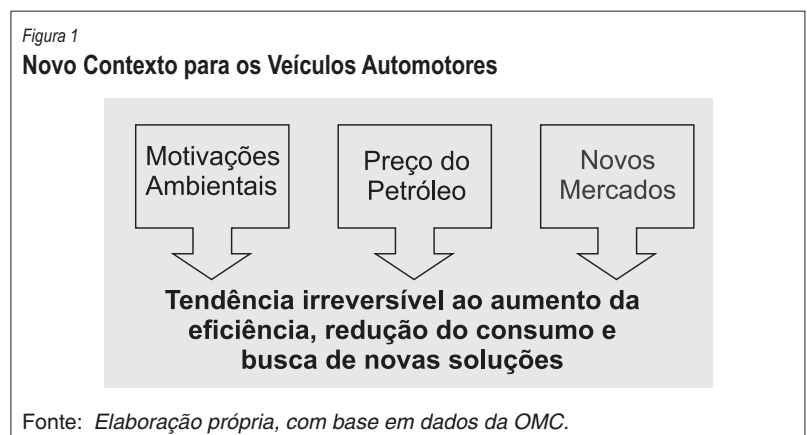 Figura 1
Novo Contexto para os Veículos Automotores
Motivações
Ambientais
Preço do
Petróleo
Novos
Mercados
Tendência irreversível ao aumento da
eficiência, redução do consumo e
busca de novas soluções
Fonte: Elaboração própria, com base em dados da OMC.